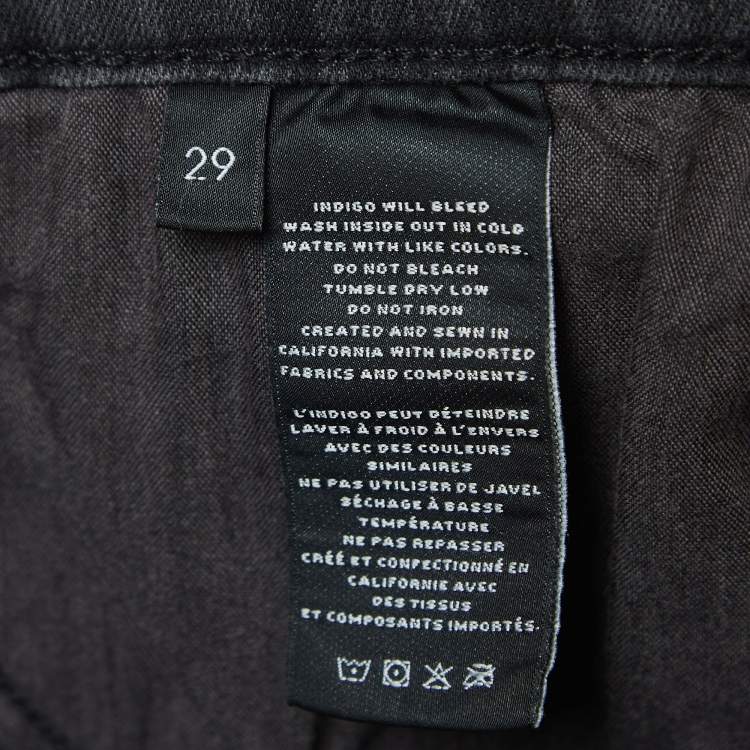 29
INDIGO WILL BLEED
WASH INSIDE OUT IN COLD
WATER WITH LIKE COLORS.
DO NOT BLEACH
TUMBLE DRY LOW
DO NOT IRON
CREATED AND SEWN IN
CALIFORNIA WITH IMPORTED
FABRICS AND COMPONENTS.
L'INDIGO PEUT DÉTEINDRE
LAVER À FROID À L'ENVERS
AVEC DES COULEURS
SIMILAIRES
NE PAS UTILISER DE JAVEL
SÉCHAGE À BASSE
TEMPÉRATURE
NE PAS REPASSER
CRÉÉ ET CONFECTIONNÉ EN
CALIFORNIE AVEC
DES TISSUS
ET COMPOSANTS IMPORTÉS.